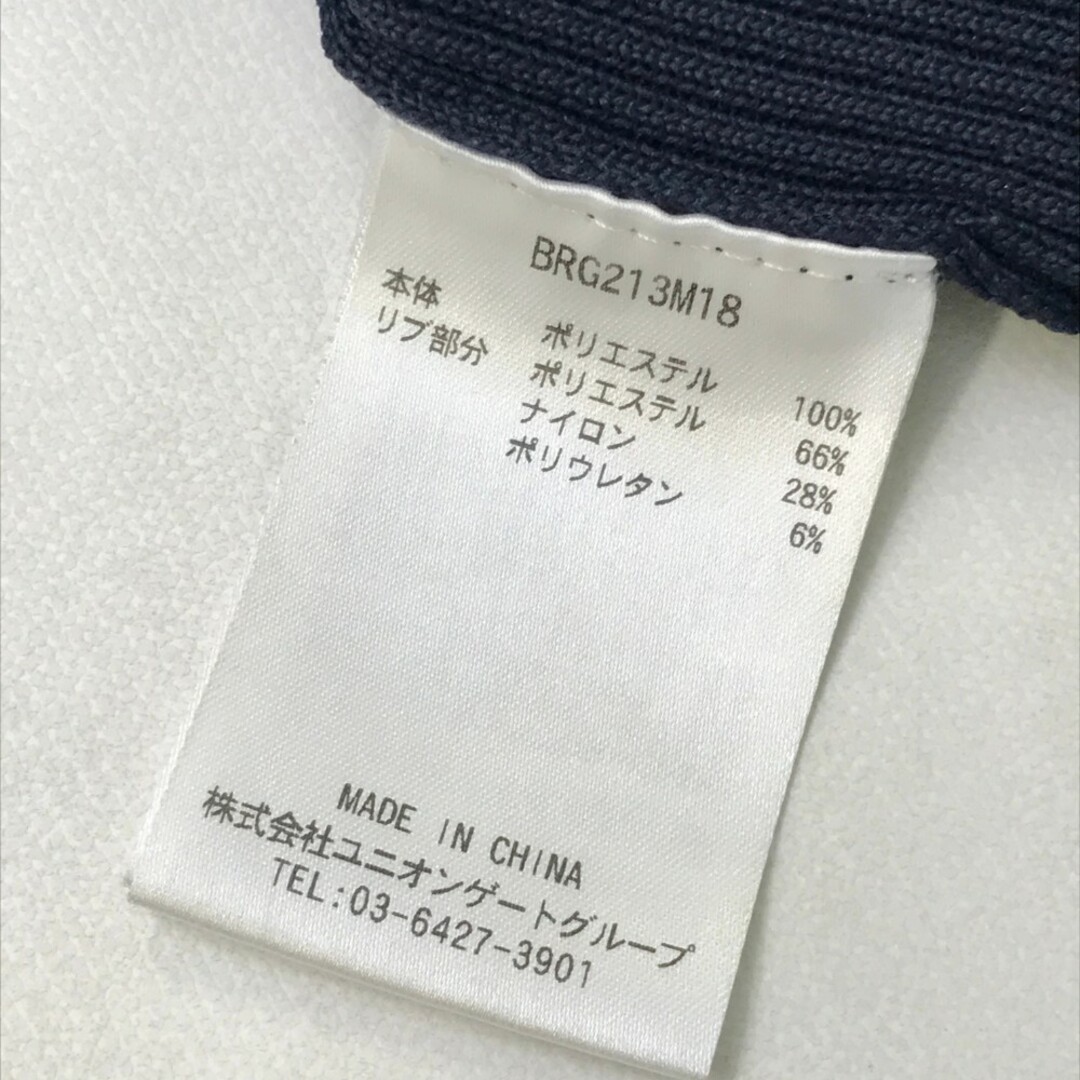 BRG213M18
本体 ポリエステル 100%
リブ部分 ポリエステル 66%
ナイロン 28%
ポリウレタン 6%
MADE IN CHINA
株式会社ユニオンゲートグループ
TEL:03-6427-3901